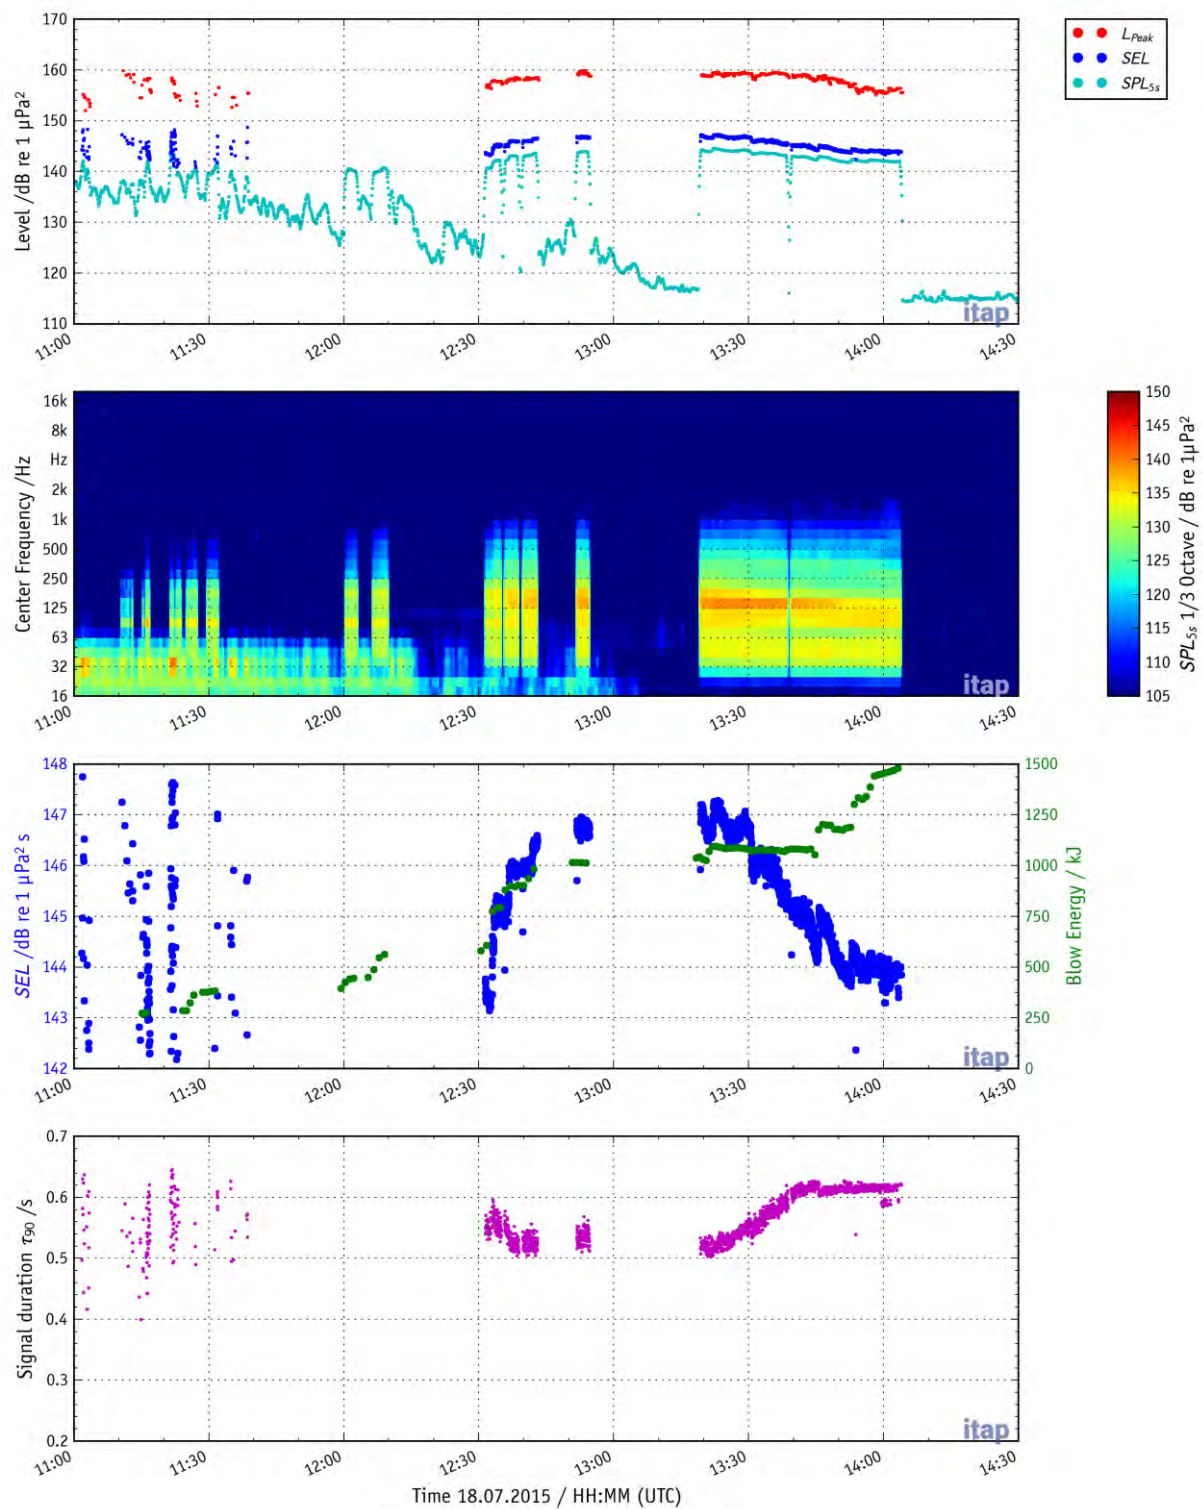 170
160
150
140
130
120
110
Level /dB re 1 µPa²
L_Peak
SEL
SPL_5s
itap
11:00 11:30 12:00 12:30 13:00 13:30 14:00 14:30
16k
8k
Hz
2k
1k
500
250
125
63
32
16
Center Frequency /Hz
itap
11:00 11:30 12:00 12:30 13:00 13:30 14:00 14:30
150
145
140
135
130
125
120
115
110
105
SPL_5s 1/3 Octave / dB re 1µPa²
148
147
146
145
144
143
142
SEL /dB re 1 µPa² s
1500
1250
1000
750
500
250
0
Blow Energy / kJ
itap
11:00 11:30 12:00 12:30 13:00 13:30 14:00 14:30
0.7
0.6
0.5
0.4
0.3
0.2
Signal duration τ₉₀ /s
itap
11:00 11:30 12:00 12:30 13:00 13:30 14:00 14:30
Time 18.07.2015 / HH:MM (UTC)